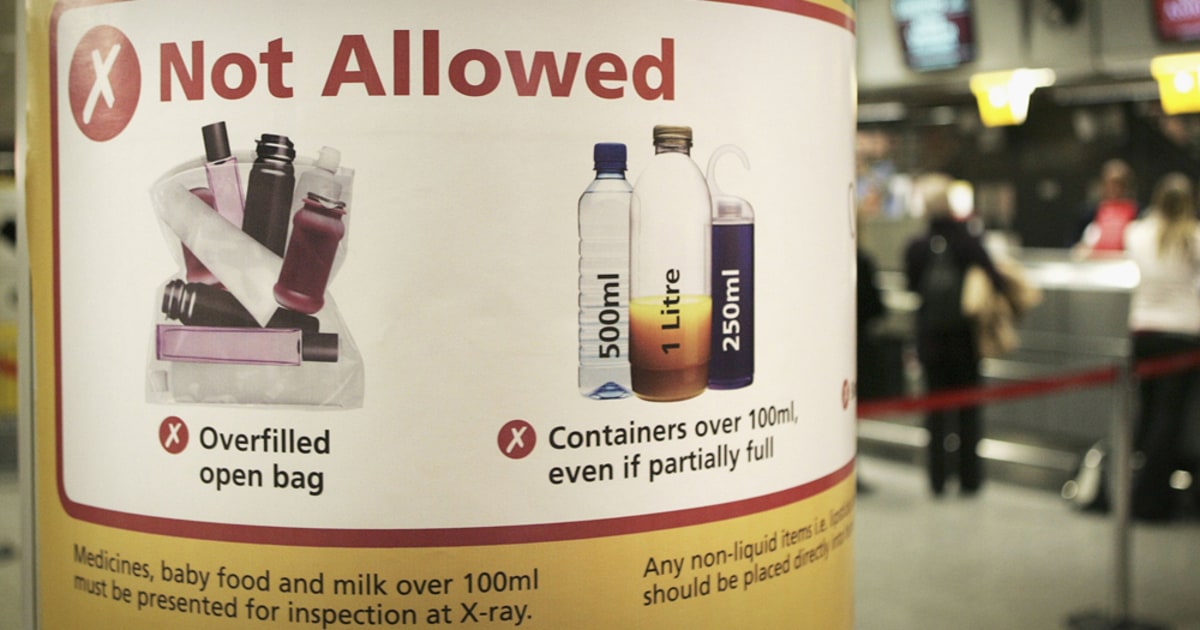 Not Allowed
500ml
1 Litre
250ml
Overfilled
open bag
Containers over 100ml,
even if partially full
Medicines, baby food and milk over 100ml
must be presented for inspection at X-ray.
Any non-liquid items i.e.
should be placed directly